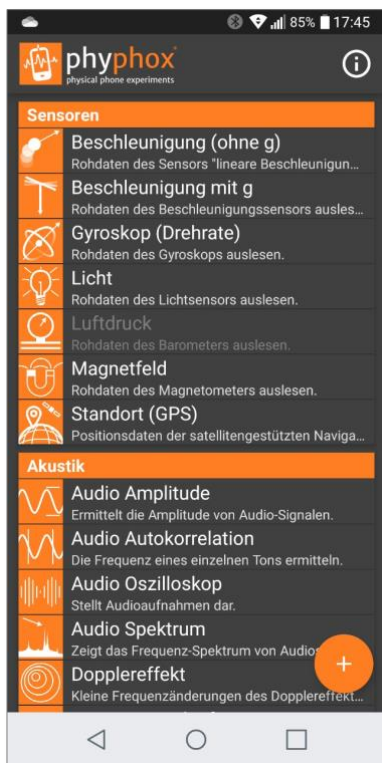 85% 17:45
phyphox
physical phone experiments
Sensoren
Beschleunigung (ohne g)
Rohdaten des Sensors "lineare Beschleunigun...
Beschleunigung mit g
Rohdaten des Beschleunigungssensors ausles...
Gyroskop (Drehrate)
Rohdaten des Gyroskops auslesen.
Licht
Rohdaten des Lichtsensors auslesen.
Luftdruck
Rohdaten des Barometers auslesen.
Magnetfeld
Rohdaten des Magnetometers auslesen.
Standort (GPS)
Positionsdaten der satellitengestützten Naviga...
Akustik
Audio Amplitude
Ermittelt die Amplitude von Audio-Signalen.
Audio Autokorrelation
Die Frequenz eines einzelnen Tons ermitteln.
Audio Oszilloskop
Stellt Audioaufnahmen dar.
Audio Spektrum
Zeigt das Frequenz-Spektrum von Audios
Dopplereffekt
Kleine Frequenzänderungen des Dopplereffekt...